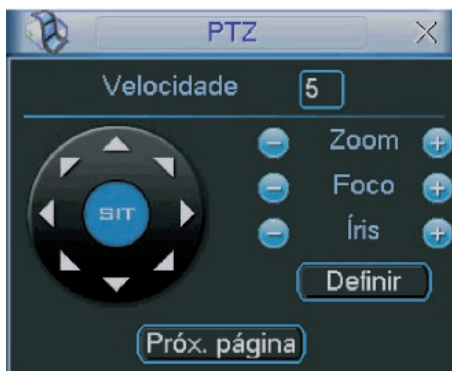 PTZ
Velocidade 5
Zoom
Foco
SIT
Íris
Definir
Próx. página